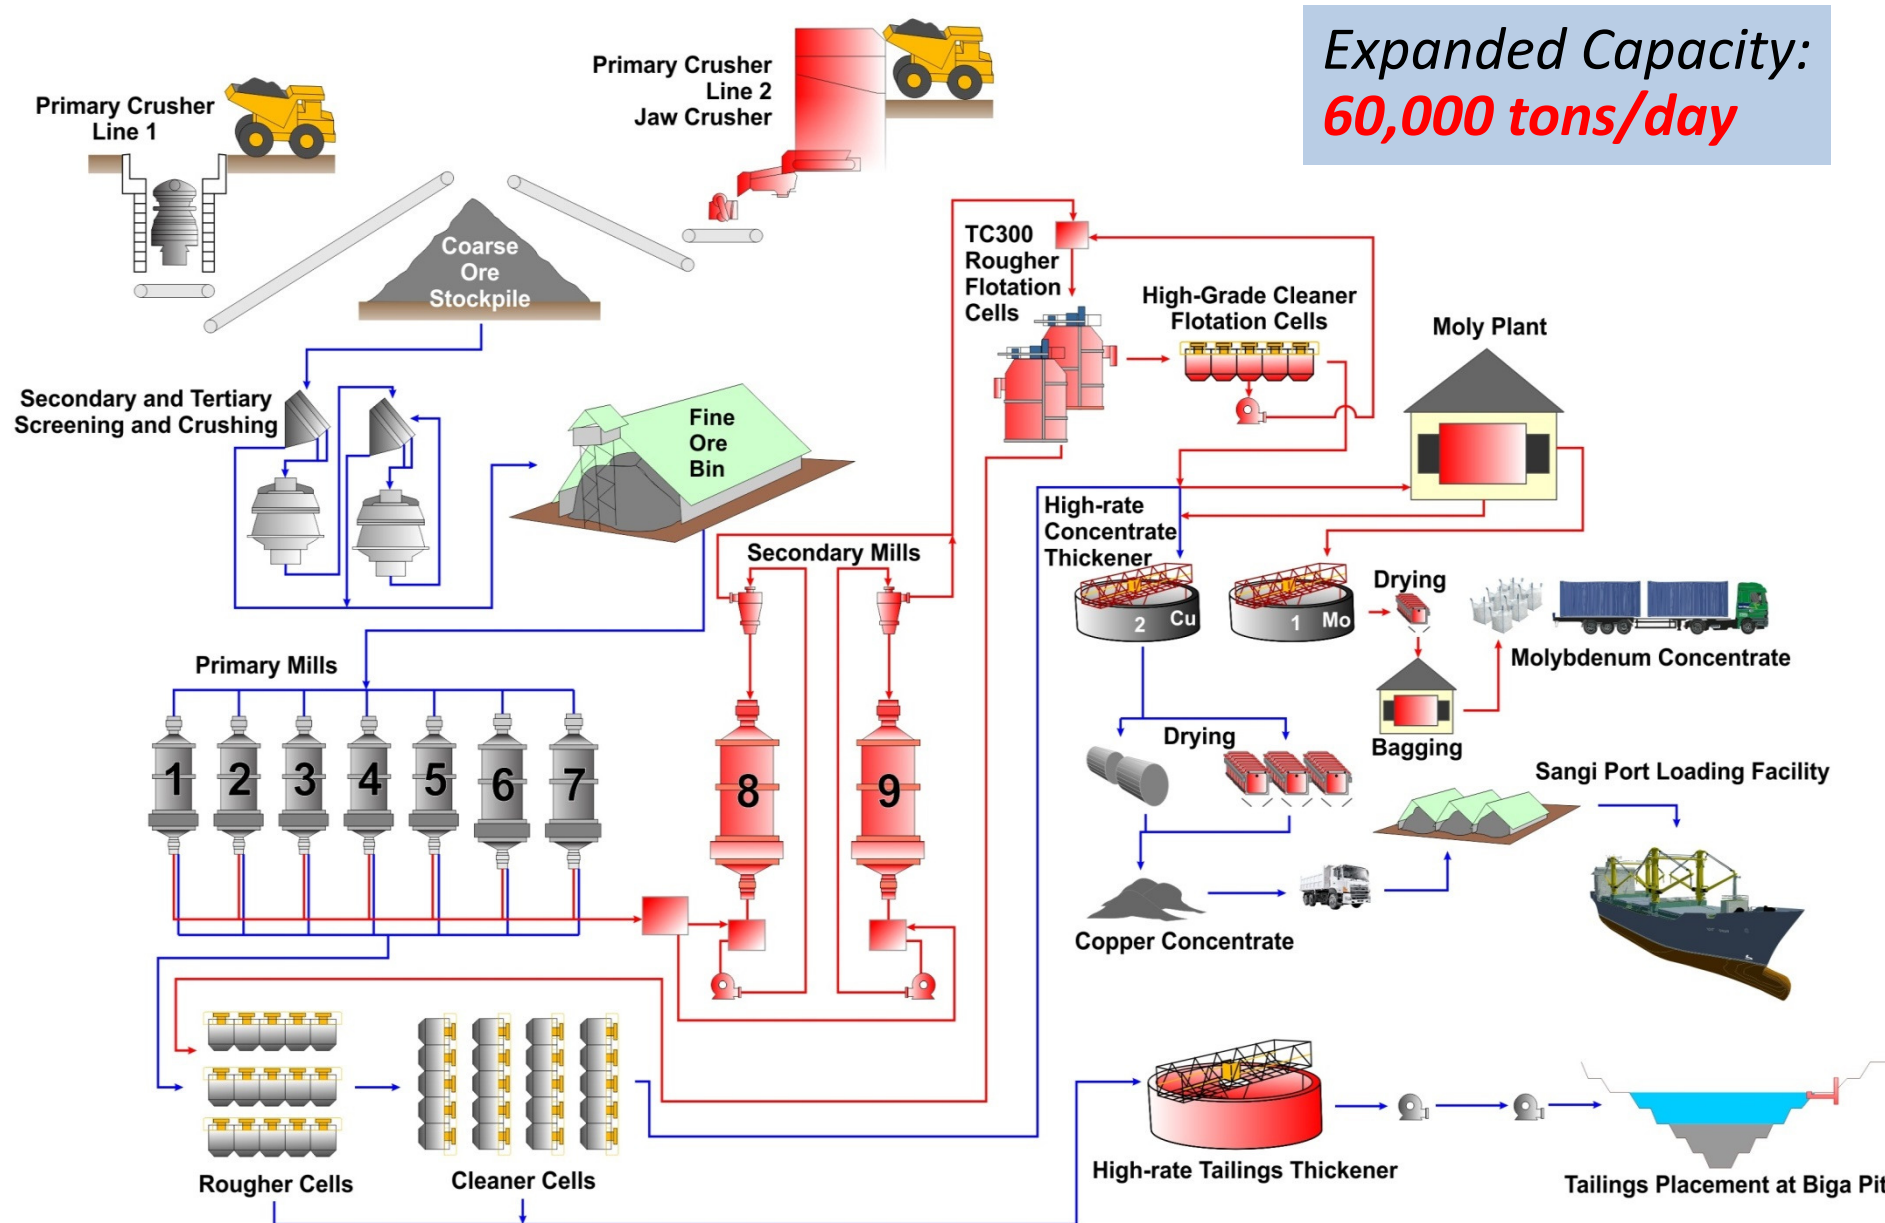 Expanded Capacity:
60,000 tons/day
Primary Crusher
Line 1
Primary Crusher
Line 2
Jaw Crusher
Coarse
Ore
Stockpile
TC300
Rougher
Flotation
Cells
High-Grade Cleaner
Flotation Cells
Moly Plant
Secondary and Tertiary
Screening and Crushing
Fine
Ore
Bin
High-rate
Concentrate
Thickener
Secondary Mills
Drying
2 Cu
1 Mo
Molybdenum Concentrate
Primary Mills
1 2 3 4 5 6 7
8 9
Drying
Bagging
Sangi Port Loading Facility
Copper Concentrate
Rougher Cells
Cleaner Cells
High-rate Tailings Thickener
Tailings Placement at Biga Pit